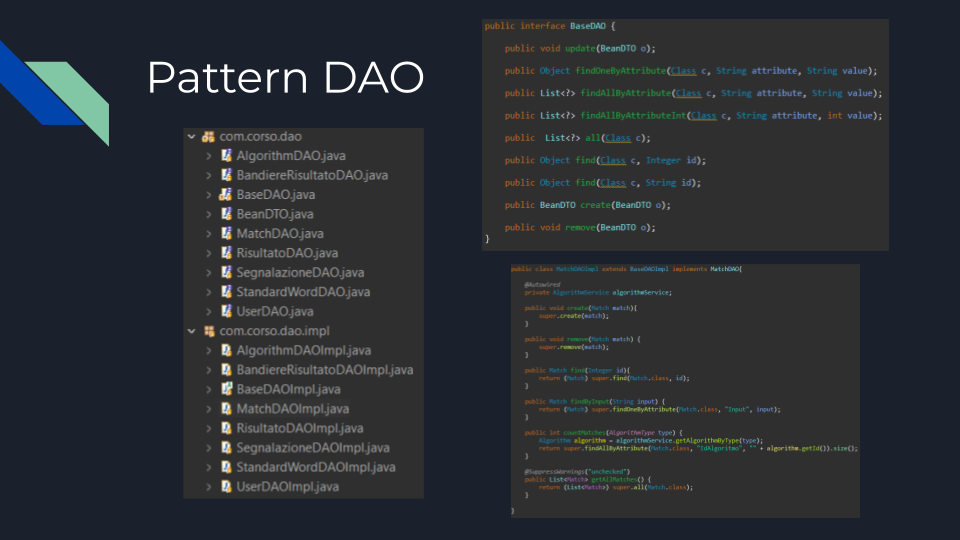 Pattern DAO
com.corso.dao
AlgorithmDAO.java
BandiereRisultatoDAO.java
BaseDAO.java
BeanDTO.java
MatchDAO.java
RisultatoDAO.java
SegnalazioneDAO.java
StandardWordDAO.java
UserDAO.java
com.corso.dao.impl
AlgorithmDAOImpl.java
BandiereRisultatoDAOImpl.java
BaseDAOImpl.java
MatchDAOImpl.java
RisultatoDAOImpl.java
SegnalazioneDAOImpl.java
StandardWordDAOImpl.java
UserDAOImpl.java
public interface BaseDAO {
public void update(BeanDTO o);
public Object findOneByAttribute(Class c, String attribute, String value);
public List<?> findAllByAttribute(Class c, String attribute, String value);
public List<?> findAllByAttributeInt(Class c, String attribute, int value);
public List<?> all(Class c);
public Object find(Class c, Integer id);
public Object find(Class c, String id);
public BeanDTO create(BeanDTO o);
public void remove(BeanDTO o);
}
public class MatchDAOImpl extends BaseDAOImpl implements MatchDAO{
@Autowired
private AlgorithmService algorithmService;
public void create(Match match){
super.create(match);
}
public void remove(Match match) {
super.remove(match);
}
public Match find(Integer id){
return (Match) super.find(Match.class, id);
}
public Match findByInput(String input) {
return (Match) super.findOneByAttribute(Match.class, "Input", input);
}
public int countMatches(AlgorithmType type) {
Algorithm algorithm = algorithmService.getAlgorithmByType(type);
return super.findAllByAttribute(Match.class, "IdAlgoritmo", "" + algorithm.getId()).size();
}
@SuppressWarnings("unchecked")
public List<Match> getAllMatches() {
return (List<Match>) super.all(Match.class);
}
}